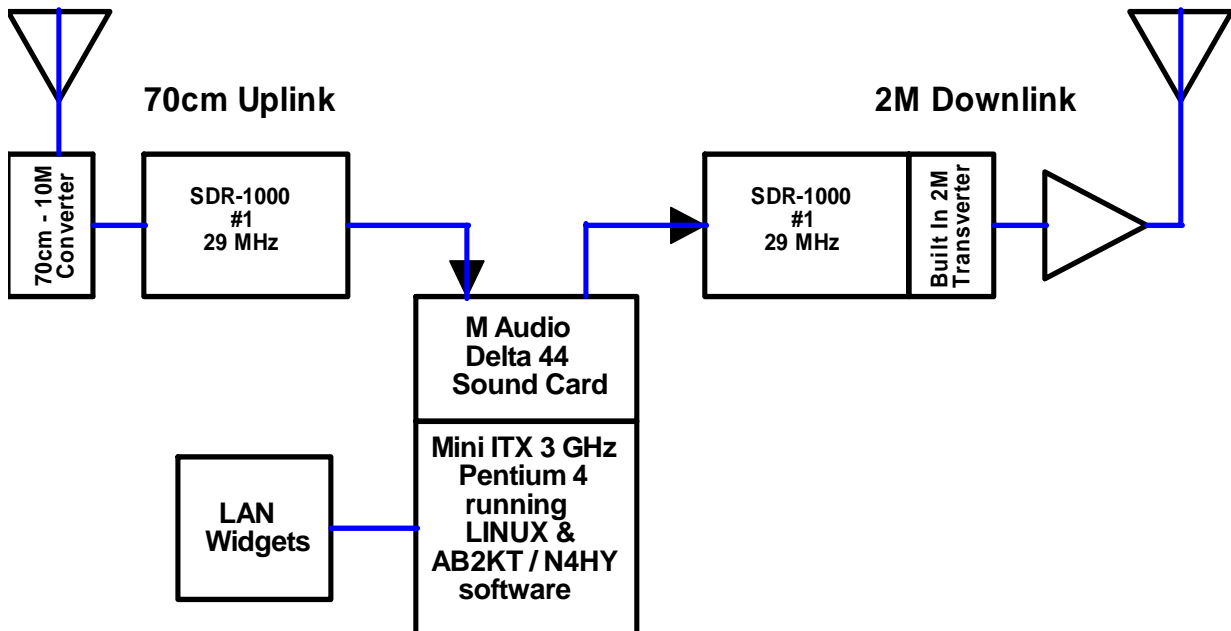 70cm Uplink
2M Downlink
70cm - 10M
Converter
SDR-1000
#1
29 MHz
SDR-1000
#1
29 MHz
Built In 2M
Transverter
M Audio
Delta 44
Sound Card
Mini ITX 3 GHz
Pentium 4
running
LINUX &
AB2KT / N4HY
software
LAN
Widgets